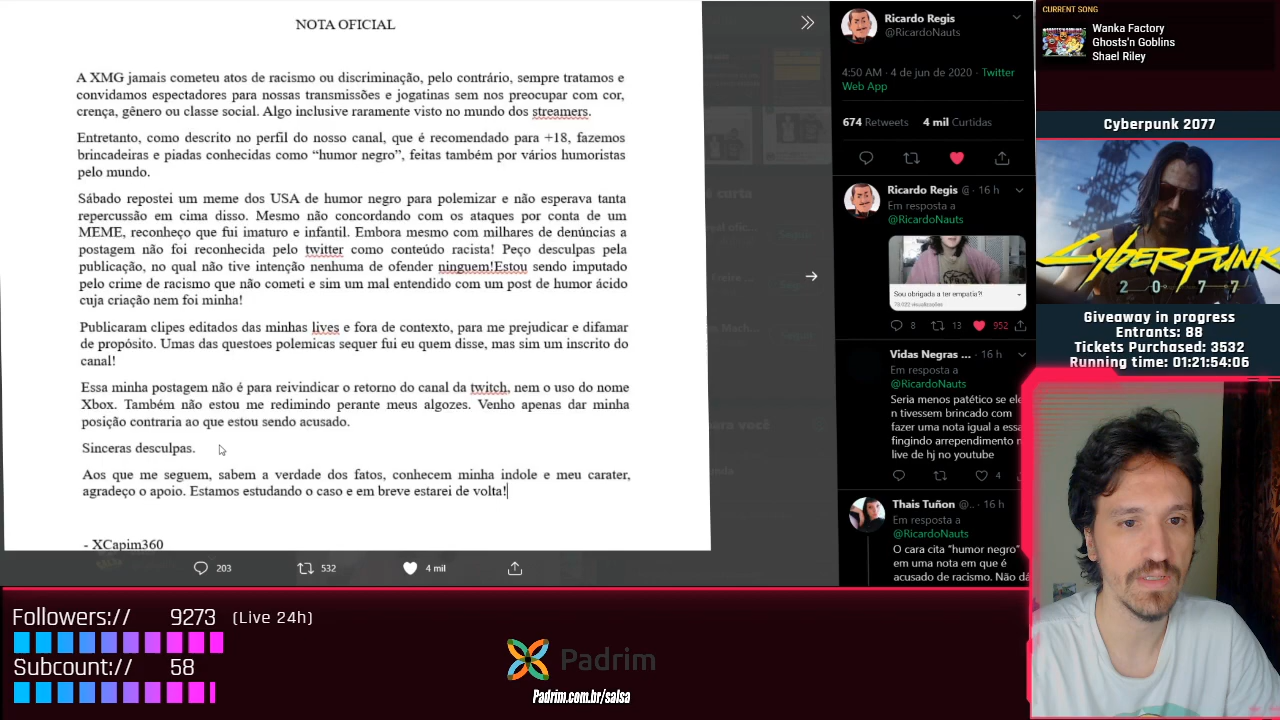 NOTA OFICIAL
A XMG jamais cometeu atos de racismo ou discriminação, pelo contrário, sempre tratamos e
convidamos espectadores para nossas transmissões e jogatinas sem nos preocupar com cor,
crença, gênero ou classe social. Algo inclusive raramente visto no mundo dos streamers.
Entretanto, como descrito no perfil do nosso canal, que é recomendado para +18, fazemos
brincadeiras e piadas conhecidas como “humor negro”, feitas também por vários humoristas
pelo mundo.
Sábado repostei um meme dos USA de humor negro para polemizar e não esperava tanta
repercussão em cima disso. Mesmo não concordando com os ataques por conta de um
MEME, reconheço que fui imaturo e infantil. Embora mesmo com milhares de denúncias a
postagem não foi reconhecida pelo twitter como conteúdo racista! Peço desculpas pela
publicação, no qual não tive intenção nenhuma de ofender ninguem!Estou sendo imputado
pelo crime de racismo que não cometi e sim um mal entendido com um post de humor ácido
cuja criação nem foi minha!
Publicaram clipes editados das minhas lives e fora de contexto, para me prejudicar e difamar
de propósito. Umas das questoes polemicas sequer fui eu quem disse, mas sim um inscrito do
canal!
Essa minha postagem não é para reivindicar o retorno do canal da twitch, nem o uso do nome
Xbox. Também não estou me redimindo perante meus algozes. Venho apenas dar minha
posição contraria ao que estou sendo acusado.
Sinceras desculpas.
Aos que me seguem, sabem a verdade dos fatos, conhecem minha indole e meu carater,
agradeço o apoio. Estamos estudando o caso e em breve estarei de volta!
- XCapim360
203
532
4 mil
Ricardo Regis
@RicardoNauts
4:50 AM · 4 de jun de 2020 · Twitter
Web App
674 Retweets 4 mil Curtidas
Ricardo Regis @ · 16 h
Em resposta a
@RicardoNauts
Sou obrigada a ter empatia?!
8 13 952
Vidas Negras ... · 16 h
Em resposta a
@RicardoNauts
Seria menos patético se ele
n tivessem brincado com
fazer uma nota igual a essa
fingindo arrependimento n
live de hj no youtube
4
Thais Tuñon @.. · 16 h
Em resposta a
@RicardoNauts
O cara cita "humor negro"
em uma nota em que é
acusado de racismo. Não dá
CURRENT SONG
Wanka Factory
Ghosts'n Goblins
Shael Riley
Cyberpunk 2077
CYBERPUNK
2077
Giveaway in progress
Entrants: 88
Tickets Purchased: 3532
Running time: 01:21:54:06
Followers:// 9273 (Live 24h)
Subcount:// 58
Padrim
Padrim.com.br/salsa